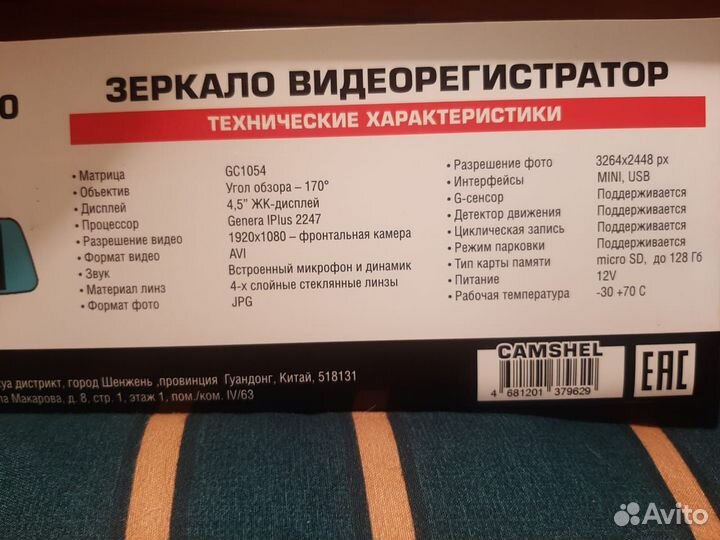 ЗЕРКАЛО ВИДЕОРЕГИСТРАТОР
О
ТЕХНИЧЕСКИЕ ХАРАКТЕРИСТИКИ
• Матрица GC1054
• Объектив Угол обзора – 170°
• Дисплей 4,5" ЖК-дисплей
• Процессор Genera IPlus 2247
• Разрешение видео 1920x1080 – фронтальная камера
• Формат видео AVI
• Звук Встроенный микрофон и динамик
• Материал линз 4-х слойные стеклянные линзы
• Формат фото JPG
• Разрешение фото 3264x2448 px
• Интерфейсы MINI, USB
• G-сенсор Поддерживается
• Детектор движения Поддерживается
• Циклическая запись Поддерживается
• Режим парковки Поддерживается
• Тип карты памяти micro SD, до 128 Гб
• Питание 12V
• Рабочая температура -30 +70 С
уа дистрикт, город Шенжень ,провинция Гуандонг, Китай, 518131
ла Макарова, д. 8, стр. 1, этаж 1, пом./ком. IV/63
CAMSHEL
4 681201 379629
EAC
Avito